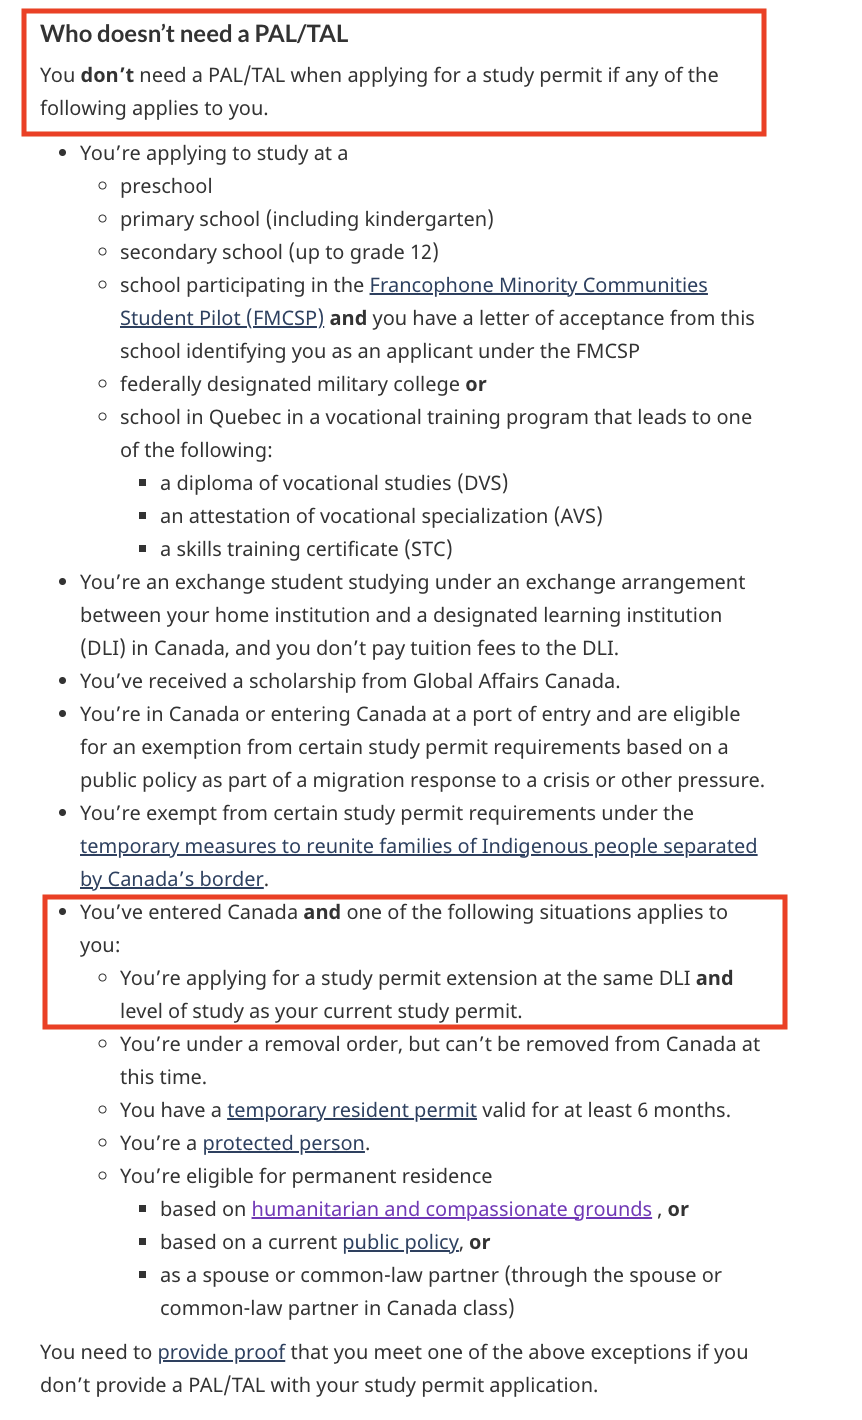 Who doesn’t need a PAL/TAL
You don’t need a PAL/TAL when applying for a study permit if any of the
following applies to you.
• You’re applying to study at a
◦ preschool
◦ primary school (including kindergarten)
◦ secondary school (up to grade 12)
◦ school participating in the Francophone Minority Communities
Student Pilot (FMCSP) and you have a letter of acceptance from this
school identifying you as an applicant under the FMCSP
◦ federally designated military college or
◦ school in Quebec in a vocational training program that leads to one
of the following:
▪ a diploma of vocational studies (DVS)
▪ an attestation of vocational specialization (AVS)
▪ a skills training certificate (STC)
• You’re an exchange student studying under an exchange arrangement
between your home institution and a designated learning institution
(DLI) in Canada, and you don’t pay tuition fees to the DLI.
• You’ve received a scholarship from Global Affairs Canada.
• You’re in Canada or entering Canada at a port of entry and are eligible
for an exemption from certain study permit requirements based on a
public policy as part of a migration response to a crisis or other pressure.
• You’re exempt from certain study permit requirements under the
temporary measures to reunite families of Indigenous people separated
by Canada’s border.
• You’ve entered Canada and one of the following situations applies to
you:
◦ You’re applying for a study permit extension at the same DLI and
level of study as your current study permit.
◦ You’re under a removal order, but can’t be removed from Canada at
this time.
◦ You have a temporary resident permit valid for at least 6 months.
◦ You’re a protected person.
◦ You’re eligible for permanent residence
▪ based on humanitarian and compassionate grounds , or
▪ based on a current public policy, or
▪ as a spouse or common-law partner (through the spouse or
common-law partner in Canada class)
You need to provide proof that you meet one of the above exceptions if you
don’t provide a PAL/TAL with your study permit application.